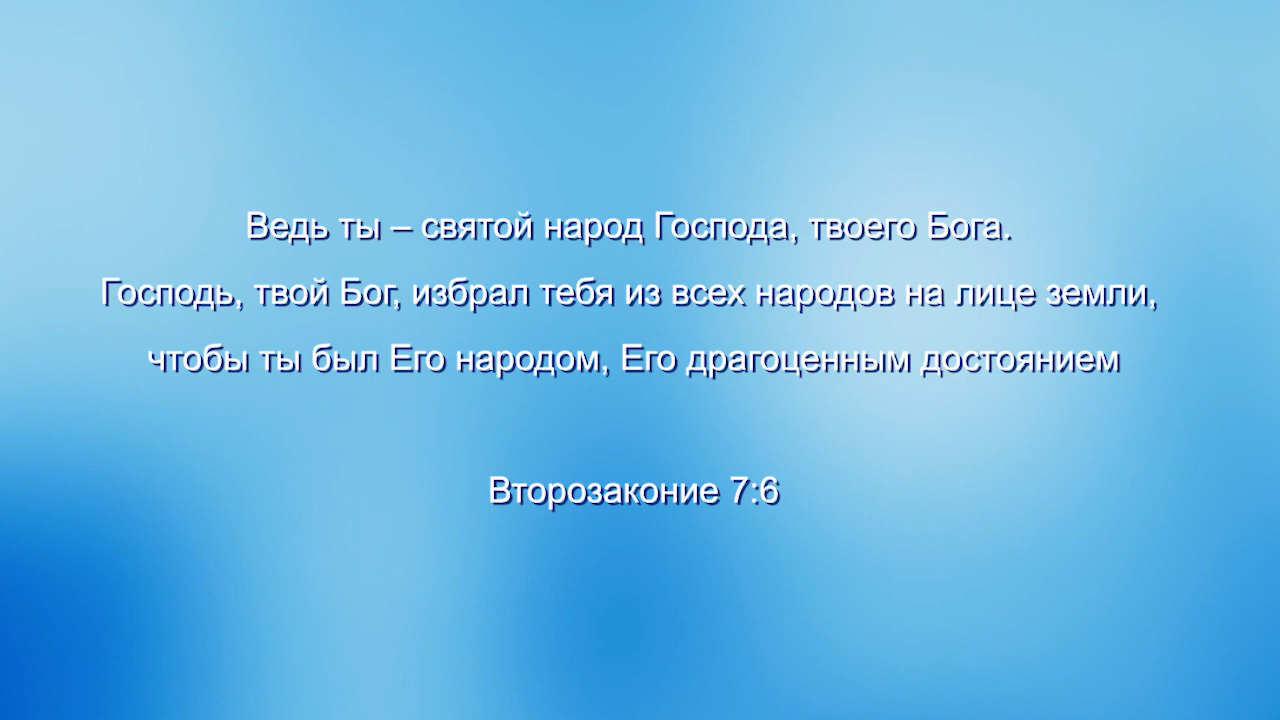 Ведь ты – святой народ Господа, твоего Бога.
Господь, твой Бог, избрал тебя из всех народов на лице земли,
чтобы ты был Его народом, Его драгоценным достоянием
Второзаконие 7:6